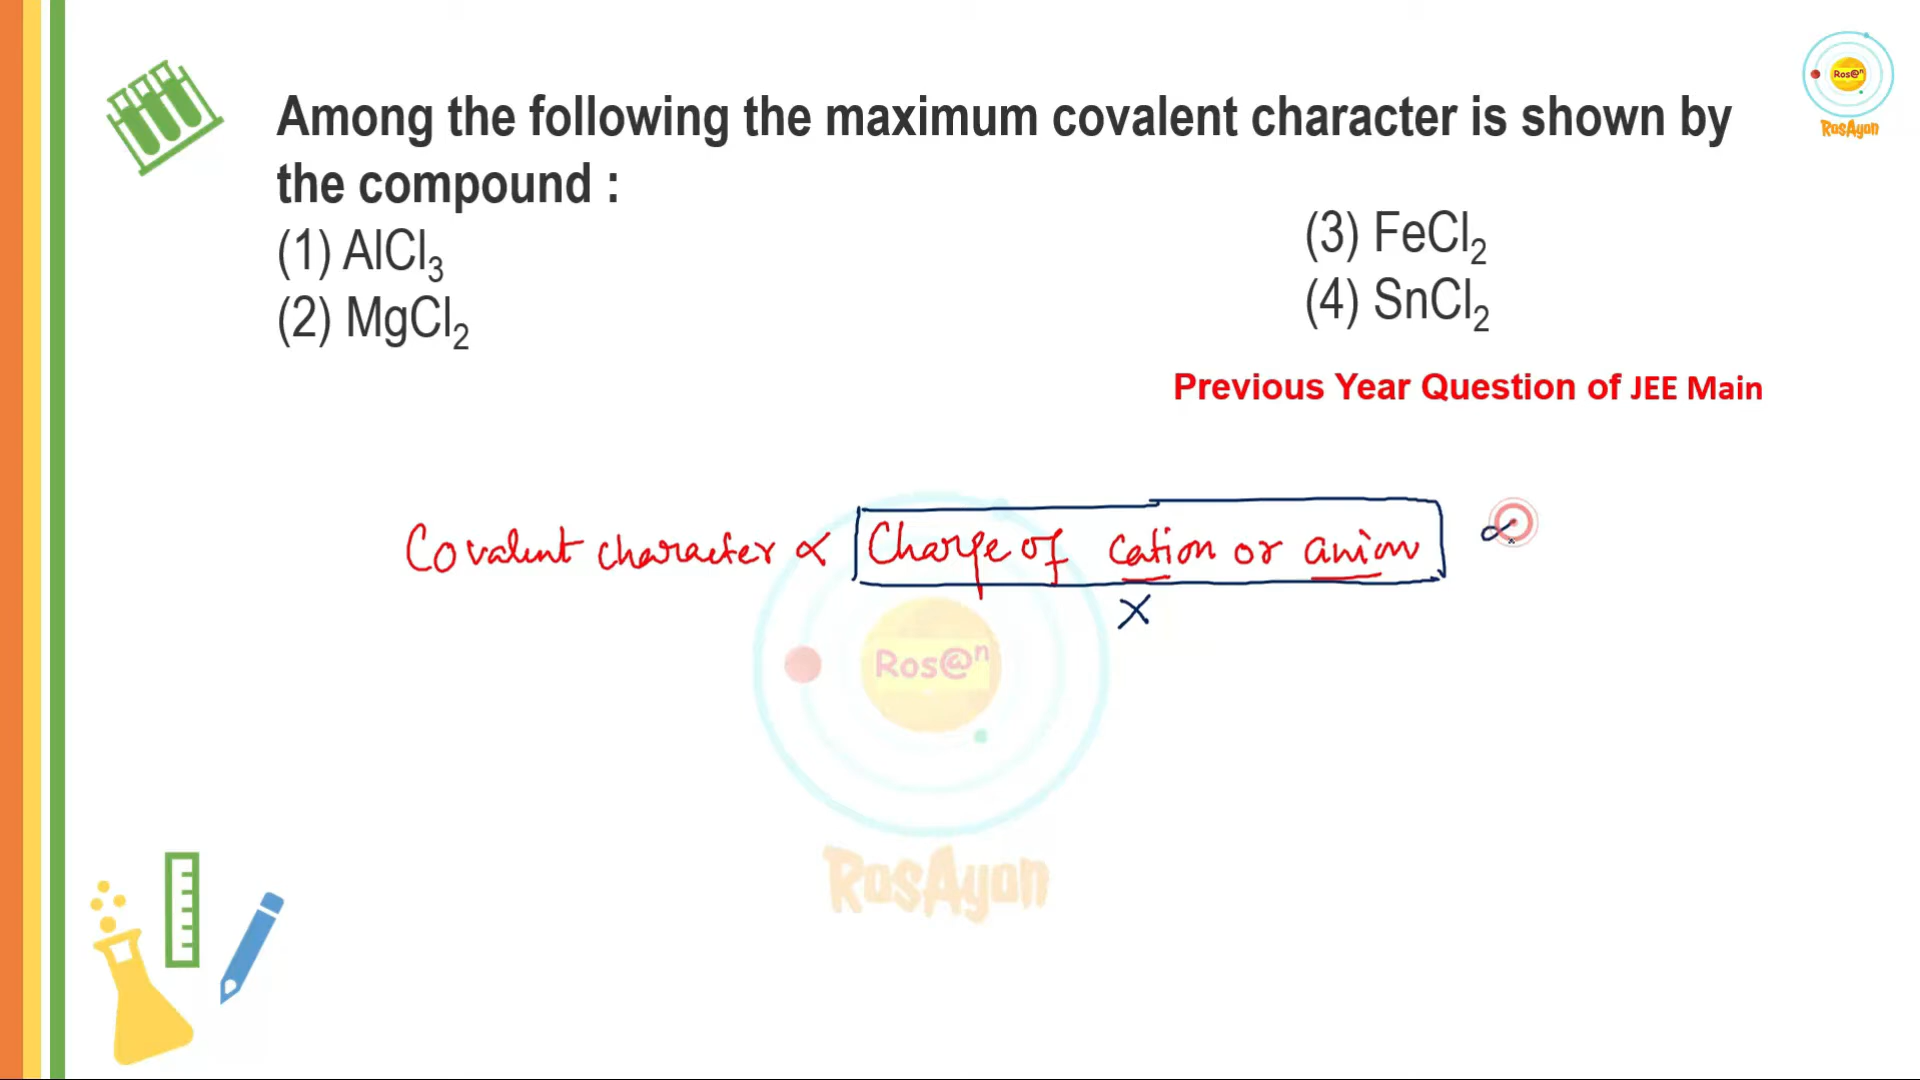 Among the following the maximum covalent character is shown by
the compound :
(1) AlCl₃
(2) MgCl₂
(3) FeCl₂
(4) SnCl₂
Previous Year Question of JEE Main
Covalent character ∝ Charge of cation or anion ∝
X
Ros@ⁿ
RosAyan
Ros@ⁿ
RosAyan